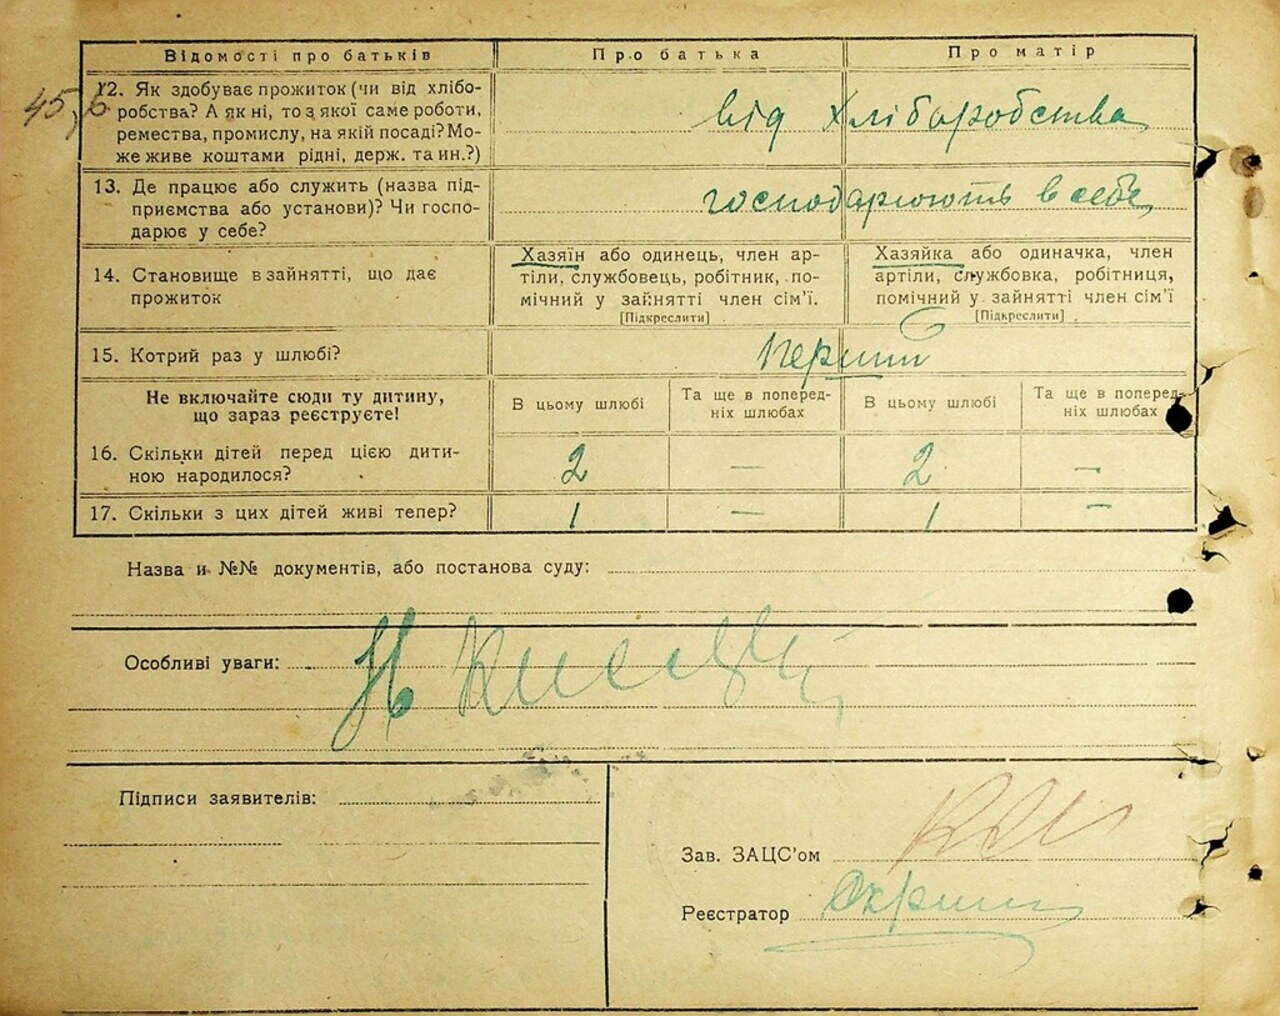 Відомості про батьків Про батька Про матір
45,
12. Як здобуває прожиток (чи від хлібо-
робства? А як ні, то з якої саме роботи,
ремества, промислу, на якій посаді? Мо-
же живе коштами рідні, держ. та ин.?)
від хліборобства
13. Де працює або служить (назва під-
приємства або установи)? Чи госпо-
дарює у себе?
господарюють в себе
14. Становище в зайнятті, що дає
прожиток
Хазяїн або одинець, член ар-
тіли, службовець, робітник, по-
мічний у зайнятті член сім'ї.
[Підкреслити]
Хазяйка або одиначка, член
артіли, службовка, робітниця,
помічний у зайнятті член сім'ї
[Підкреслити]
15. Котрий раз у шлюбі?
Перший
Не включайте сюди ту дитину,
що зараз реєструєте!
В цьому шлюбі
Та ще в поперед-
ніх шлюбах
В цьому шлюбі
Та ще в поперед-
ніх шлюбах
16. Скільки дітей перед цією дити-
ною народилося?
2 — 2 —
17. Скільки з цих дітей живі тепер?
1 — 1 —
Назва и №№ документів, або постанова суду:
Особливі уваги:
Підписи заявителів:
Зав. ЗАЦС'ом
Реєстратор